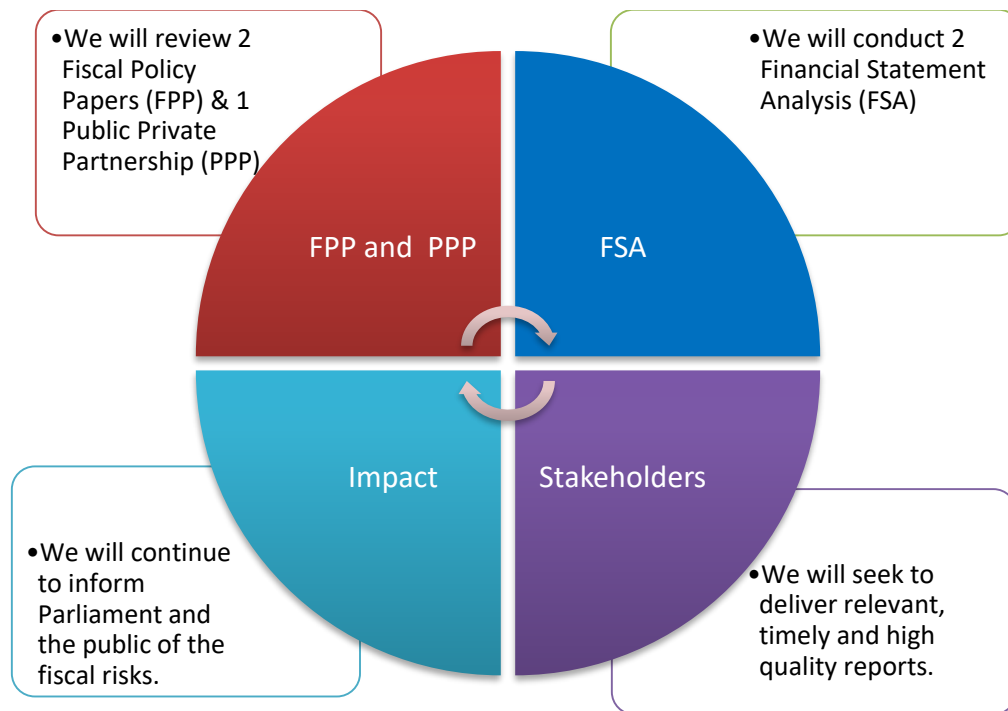 •We will review 2
Fiscal Policy
Papers (FPP) & 1
Public Private
Partnership (PPP)
•We will conduct 2
Financial Statement
Analysis (FSA)
FPP and  PPP
FSA
Impact
Stakeholders
•We will continue
to inform
Parliament and
the public of the
fiscal risks.
•We will seek to
deliver relevant,
timely and high
quality reports.